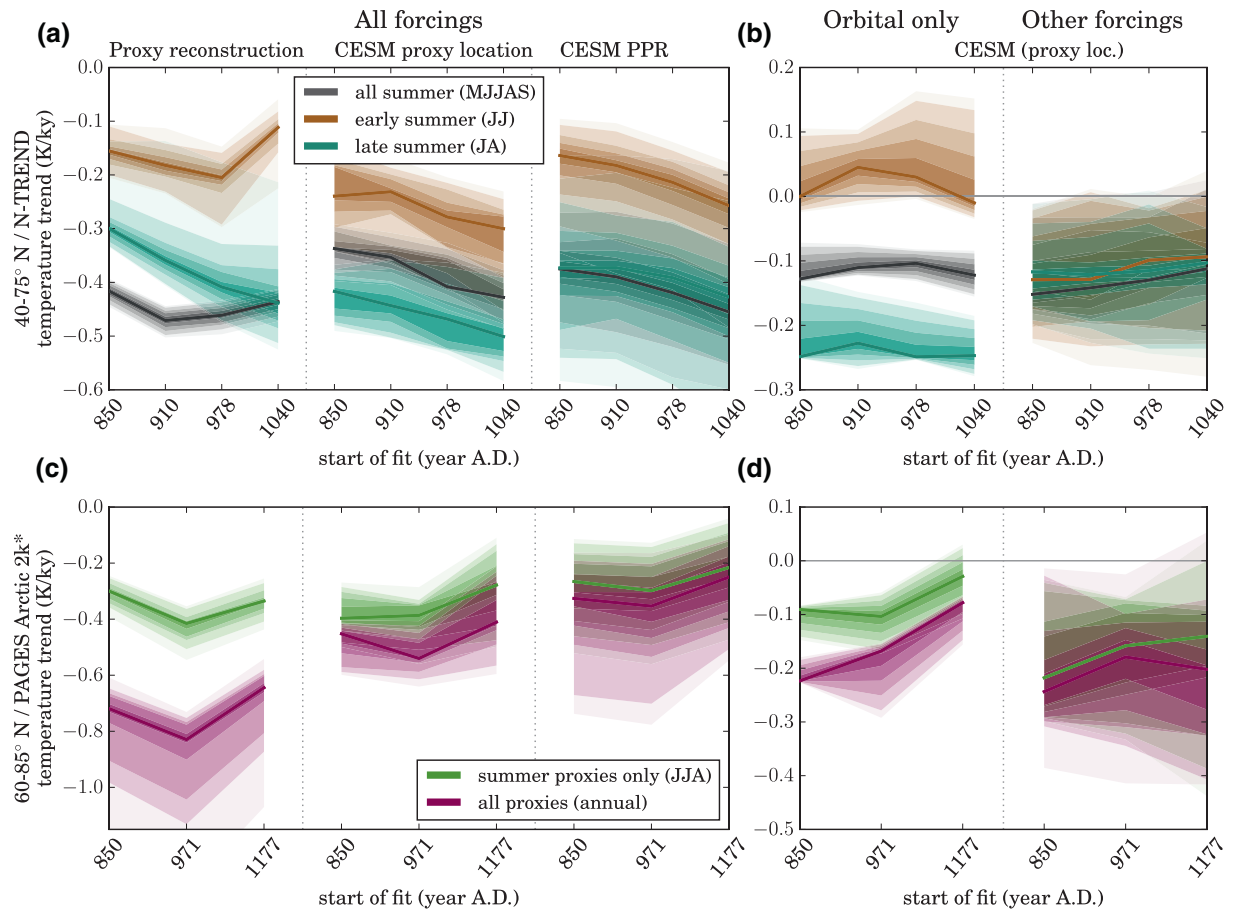 All forcings
Orbital only
Other forcings
(a)
(b)
Proxy reconstruction
CESM proxy location
CESM PPR
CESM (proxy loc.)
0.0
−0.1
−0.2
−0.3
−0.4
−0.5
−0.6
40-75° N / N-TREND
temperature trend (K/ky)
all summer (MJJAS)
early summer (JJ)
late summer (JA)
0.2
0.1
0.0
−0.1
−0.2
−0.3
850
910
978
1040
850
910
978
1040
850
910
978
1040
850
910
978
1040
850
910
978
1040
start of fit (year A.D.)
start of fit (year A.D.)
(c)
(d)
0.0
−0.2
−0.4
−0.6
−0.8
−1.0
60-85° N / PAGES Arctic 2k*
temperature trend (K/ky)
summer proxies only (JJA)
all proxies (annual)
0.1
0.0
−0.1
−0.2
−0.3
−0.4
−0.5
850
971
1177
850
971
1177
850
971
1177
850
971
1177
850
971
1177
start of fit (year A.D.)
start of fit (year A.D.)